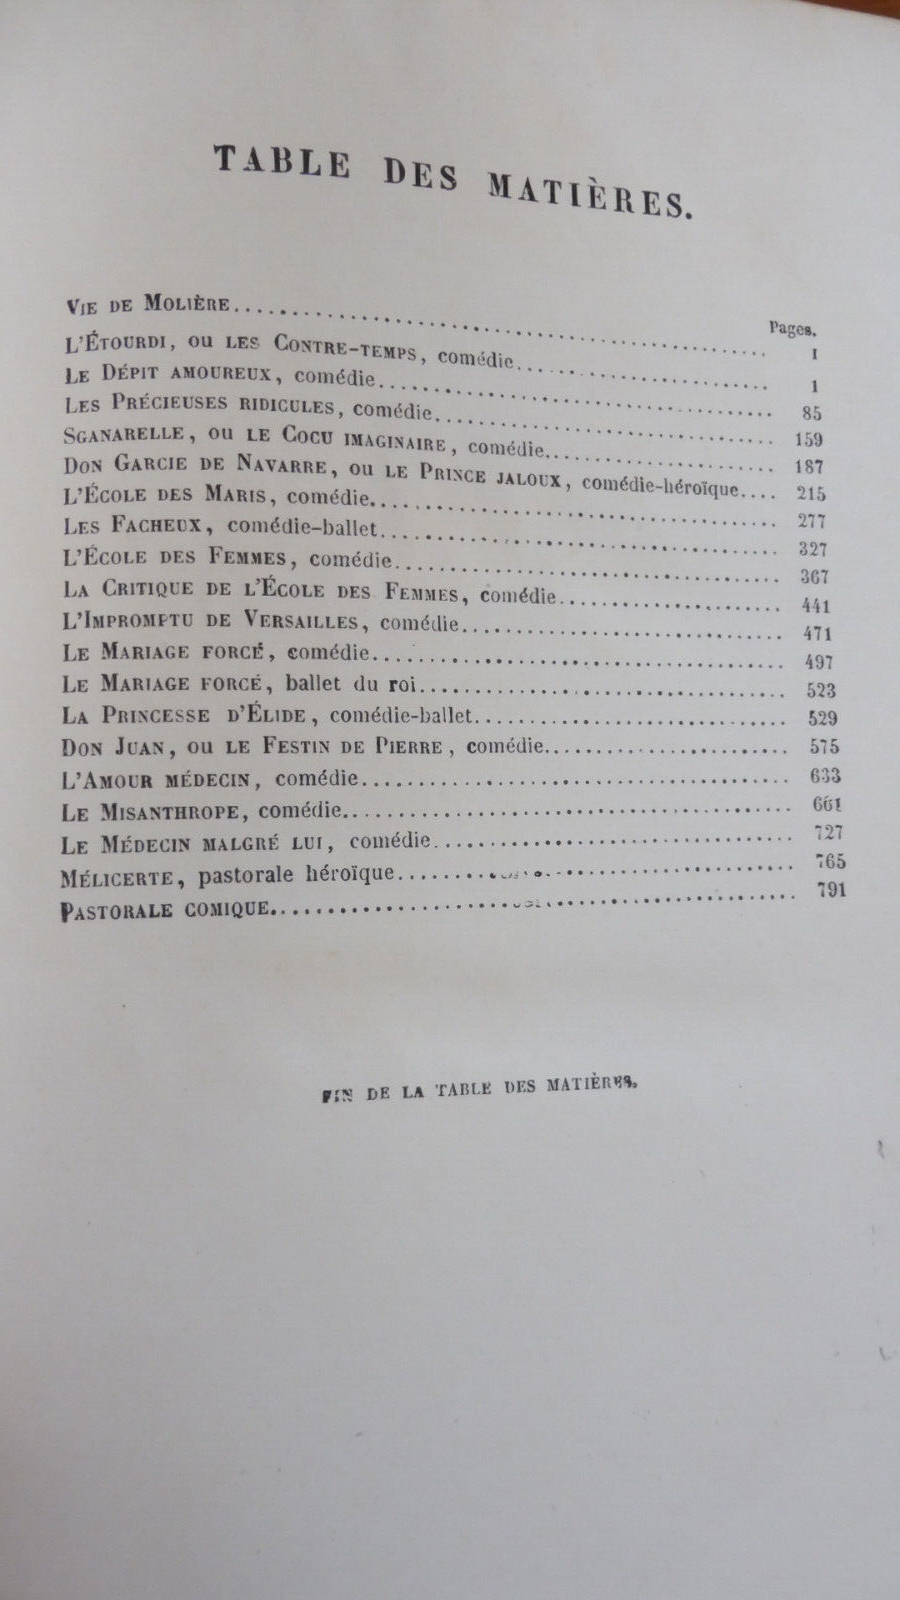 TABLE DES MATIÈRES.
Pages.
VIE DE MOLIÈRE. I
L'ÉTOURDI, OU LES CONTRE-TEMPS, comédie. 1
LE DÉPIT AMOUREUX, comédie. 85
LES PRÉCIEUSES RIDICULES, comédie. 159
SGANARELLE, OU LE COCU IMAGINAIRE, comédie. 187
DON GARCIE DE NAVARRE, OU LE PRINCE JALOUX, comédie-héroïque. 215
L'ÉCOLE DES MARIS, comédie. 277
LES FACHEUX, comédie-ballet. 327
L'ÉCOLE DES FEMMES, comédie. 367
LA CRITIQUE DE L'ÉCOLE DES FEMMES, comédie. 441
L'IMPROMPTU DE VERSAILLES, comédie. 471
LE MARIAGE FORCÉ, comédie. 497
LE MARIAGE FORCÉ, ballet du roi. 523
LA PRINCESSE D'ÉLIDE, comédie-ballet. 529
DON JUAN, OU LE FESTIN DE PIERRE, comédie. 575
L'AMOUR MÉDECIN, comédie. 633
LE MISANTHROPE, comédie. 661
LE MÉDECIN MALGRÉ LUI, comédie. 727
MÉLICERTE, pastorale héroïque. 765
PASTORALE COMIQUE. 791
FIN DE LA TABLE DES MATIÈRES.